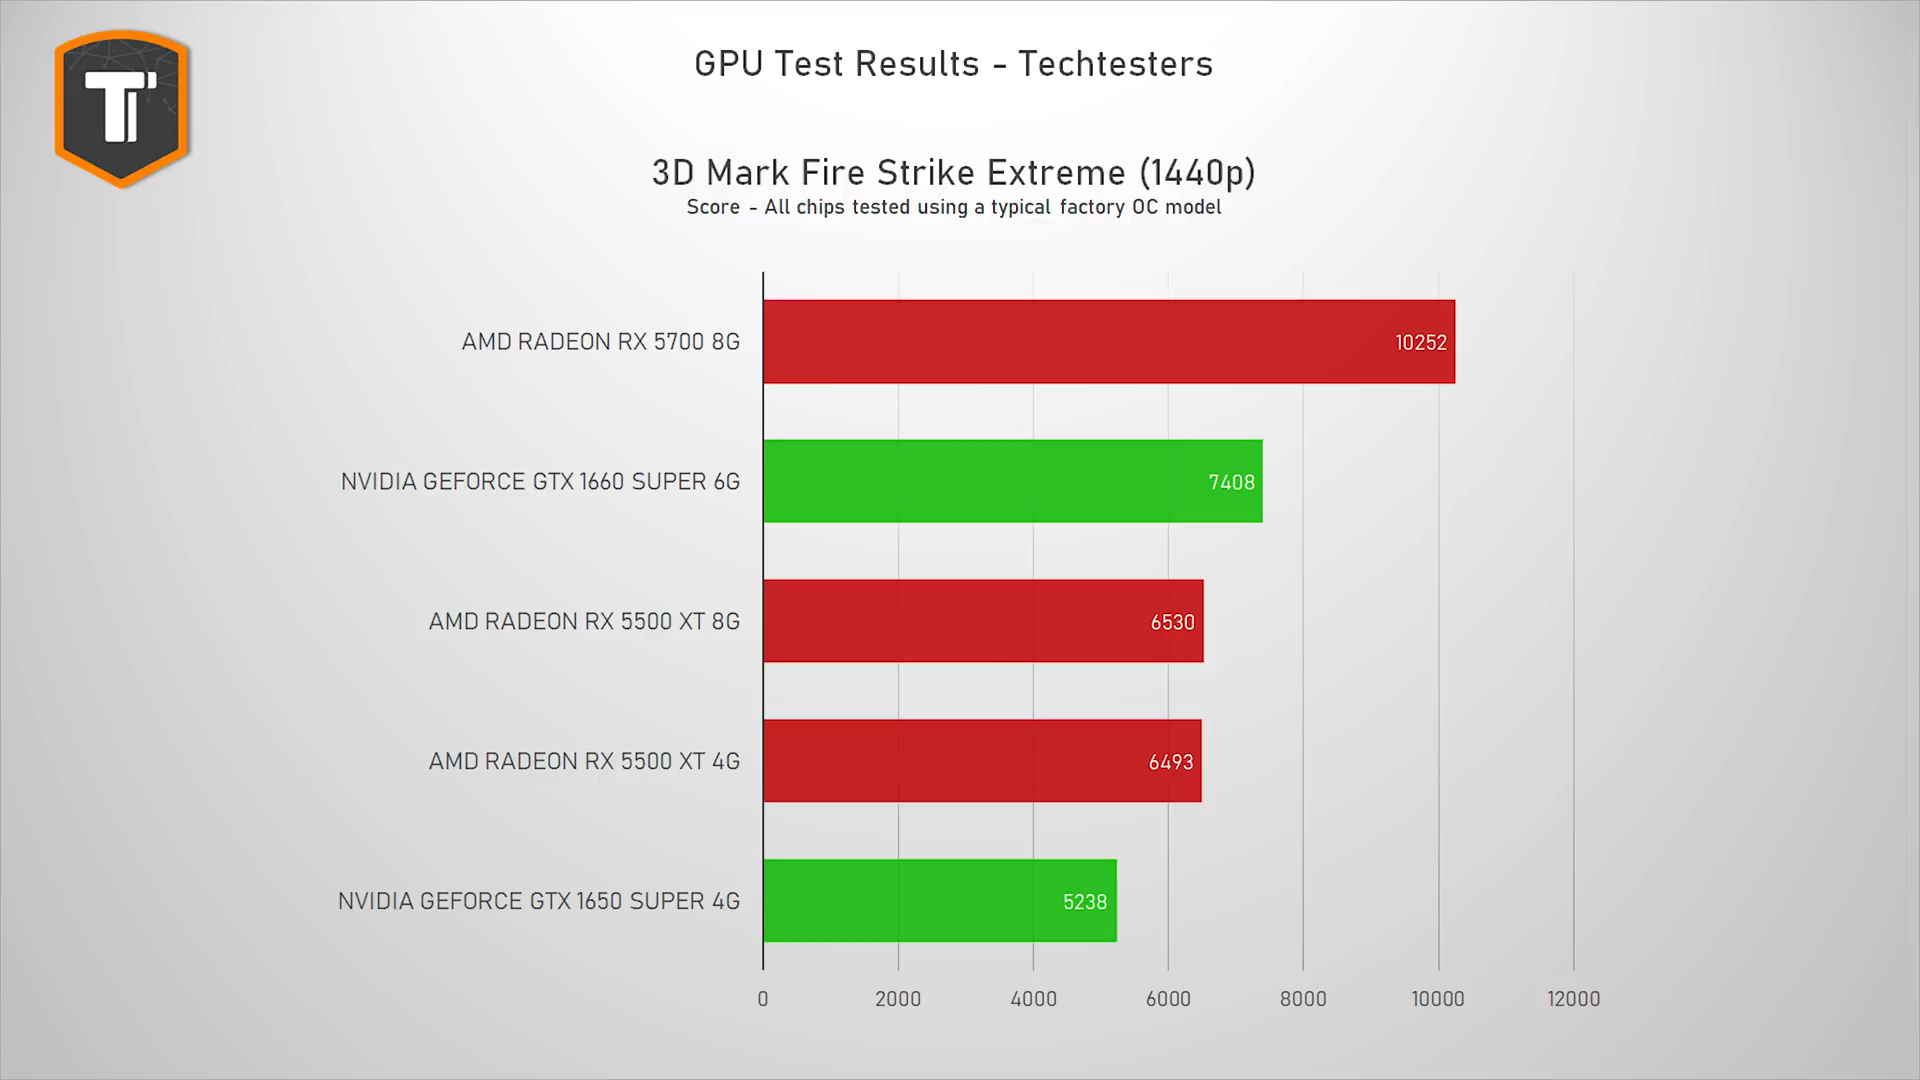 GPU Test Results - Techtesters
3D Mark Fire Strike Extreme (1440p)
Score - All chips tested using a typical factory OC model
AMD RADEON RX 5700 8G
10252
NVIDIA GEFORCE GTX 1660 SUPER 6G
7408
AMD RADEON RX 5500 XT 8G
6530
AMD RADEON RX 5500 XT 4G
6493
NVIDIA GEFORCE GTX 1650 SUPER 4G
5238
0 2000 4000 6000 8000 10000 12000